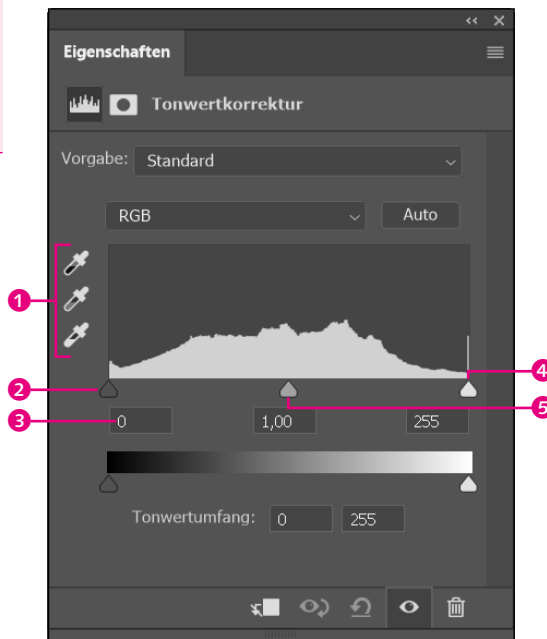 Eigenschaften
Tonwertkorrektur
Vorgabe: Standard
RGB Auto
1
2
4
5
3 0 1,00 255
Tonwertumfang: 0 255